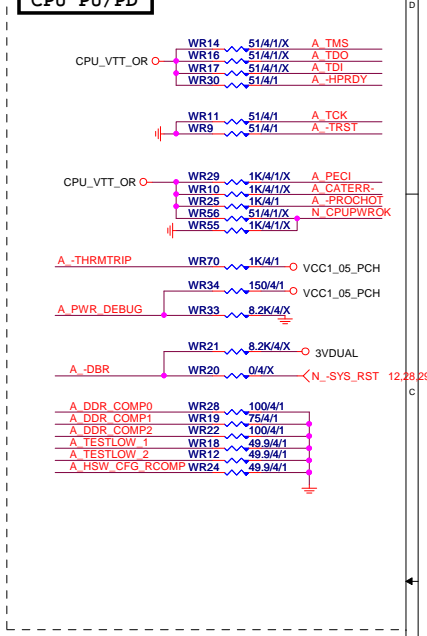 CPU PU/PD
D
WR14 51/4/1/X A_TMS
CPU_VTT_OR WR16 51/4/1 A_TDO
WR17 51/4/1/X A_TDI
WR30 51/4/1 A_-HPRDY
WR11 51/4/1 A_TCK
WR9 51/4/1 A_-TRST
CPU_VTT_OR WR29 1K/4/1/X A_PECI
WR10 1K/4/1/X A_CATERR-
WR25 1K/4/1 A_-PROCHOT
WR56 51/4/1/X N_CPUPWROK
WR55 1K/4/1/X
A_-THRMTRIP WR70 1K/4/1 VCC1_05_PCH
WR34 150/4/1 VCC1_05_PCH
A_PWR_DEBUG WR33 8.2K/4/X
WR21 8.2K/4/X 3VDUAL
A_-DBR WR20 0/4/X N_-SYS_RST 12,28,29
C
A_DDR_COMP0 WR28 100/4/1
A_DDR_COMP1 WR19 75/4/1
A_DDR_COMP2 WR22 100/4/1
A_TESTLOW_1 WR18 49.9/4/1
A_TESTLOW_2 WR12 49.9/4/1
A_HSW_CFG_RCOMP WR24 49.9/4/1